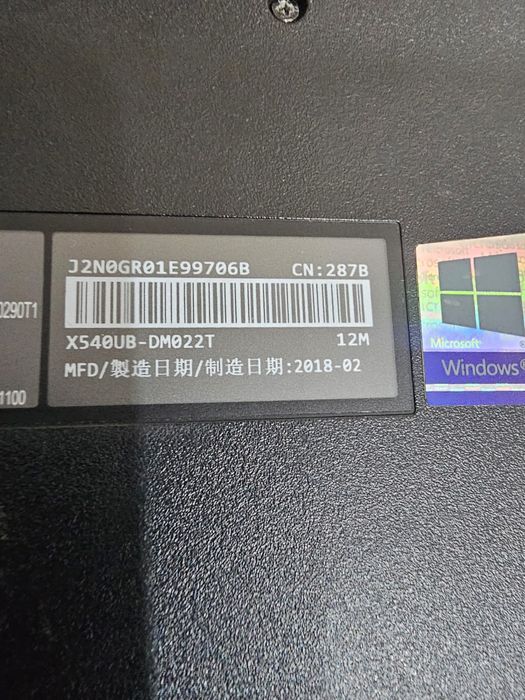 J2N0GR01E99706B CN:287B
0290T1
X540UB-DM022T 12M
MFD/製造日期/制造日期:2018-02
1100
Microsoft
Windows